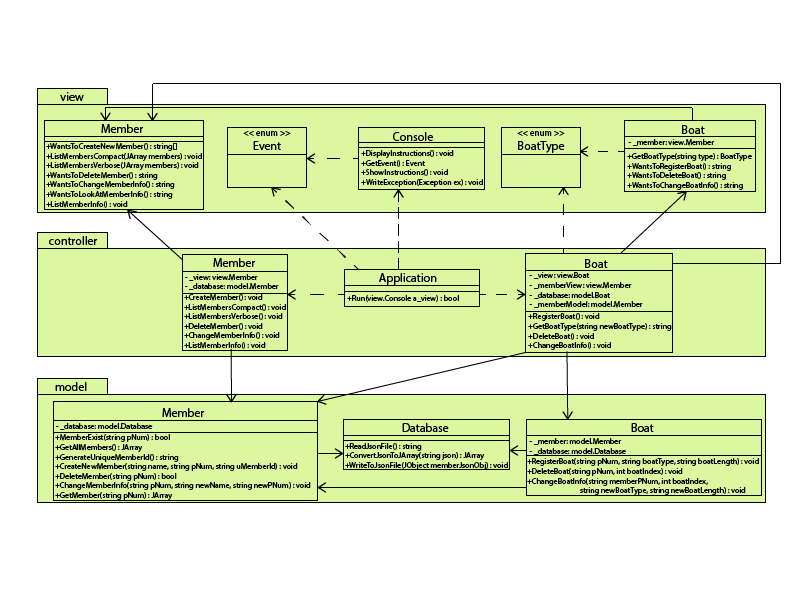 view
Member
+WantsToCreateNewMember() : string[]
+ListMembersCompact(JArray members) : void
+ListMembersVerbose(JArray members) : void
+WantsToDeleteMember() : string
+WantsToChangeMemberInfo() : string
+WantsToLookAtMemberInfo() : string
+ListMemberInfo() : void
<< enum >>
Event
Console
+DisplayInstructions() : void
+GetEvent() : Event
+ShowInstructions() : void
+WriteException(Exception ex) : void
<< enum >>
BoatType
Boat
- _member: view.Member
+GetBoatType(string type) : BoatType
+WantsToRegisterBoat() : string
+WantsToDeleteBoat() : string
+WantsToChangeBoatInfo() : string
controller
Member
- _view: view.Member
- _database: model.Member
+CreateMember() : void
+ListMembersCompact() : void
+ListMembersVerbose() : void
+DeleteMember() : void
+ChangeMemberInfo() : void
+ListMemberInfo() : void
Application
+Run(view.Console a_view) : bool
Boat
- _view: view.Boat
- _memberView: view.Member
- _database: model.Boat
- _memberModel: model.Member
+RegisterBoat() : void
+GetBoatType(string newBoatType) : string
+DeleteBoat() : void
+ChangeBoatInfo() : void
model
Member
- _database: model.Database
+MemberExist(string pNum) : bool
+GetAllMembers() : JArray
+GenerateUniqueMemberId() : string
+CreateNewMember(string name, string pNum, string uMemberId) : void
+DeleteMember(string pNum) : bool
+ChangeMemberInfo(string pNum, string newName, string newPNum) : void
+GetMember(string pNum) : JArray
Database
+ReadJsonFile() : string
+ConvertJsonToJArray(string json) : JArray
+WriteToJsonFile(JObject memberJsonObj) : void
Boat
- _member: model.Member
- _database: model.Database
+RegisterBoat(string pNum, string boatType, string boatLength) : void
+DeleteBoat(string pNum, int boatIndex) : void
+ChangeBoatInfo(string memberPNum, int boatIndex,
string newBoatType, string newBoatLength) : void